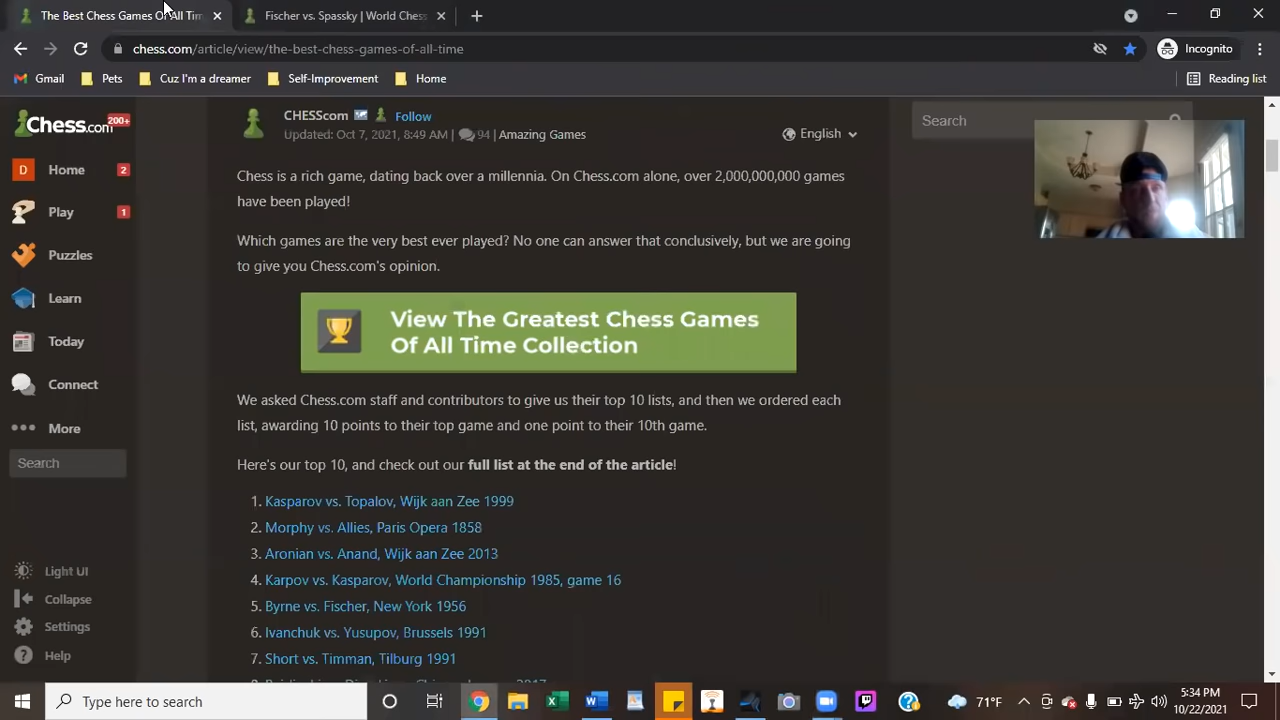 The Best Chess Games Of All Tim
Fischer vs. Spassky | World Chess
chess.com/article/view/the-best-chess-games-of-all-time
Incognito
Gmail
Pets
Cuz I'm a dreamer
Self-Improvement
Home
Reading list
Chess.com
200+
Home
2
Play
1
Puzzles
Learn
Today
Connect
More
Search
Light UI
Collapse
Settings
Help
CHESScom
Follow
Updated: Oct 7, 2021, 8:49 AM | 94 | Amazing Games
English
Search
Chess is a rich game, dating back over a millennia. On Chess.com alone, over 2,000,000,000 games
have been played!
Which games are the very best ever played? No one can answer that conclusively, but we are going
to give you Chess.com's opinion.
View The Greatest Chess Games
Of All Time Collection
We asked Chess.com staff and contributors to give us their top 10 lists, and then we ordered each
list, awarding 10 points to their top game and one point to their 10th game.
Here's our top 10, and check out our full list at the end of the article!
1. Kasparov vs. Topalov, Wijk aan Zee 1999
2. Morphy vs. Allies, Paris Opera 1858
3. Aronian vs. Anand, Wijk aan Zee 2013
4. Karpov vs. Kasparov, World Championship 1985, game 16
5. Byrne vs. Fischer, New York 1956
6. Ivanchuk vs. Yusupov, Brussels 1991
7. Short vs. Timman, Tilburg 1991
D
Type here to search
71°F
5:34 PM
10/22/2021